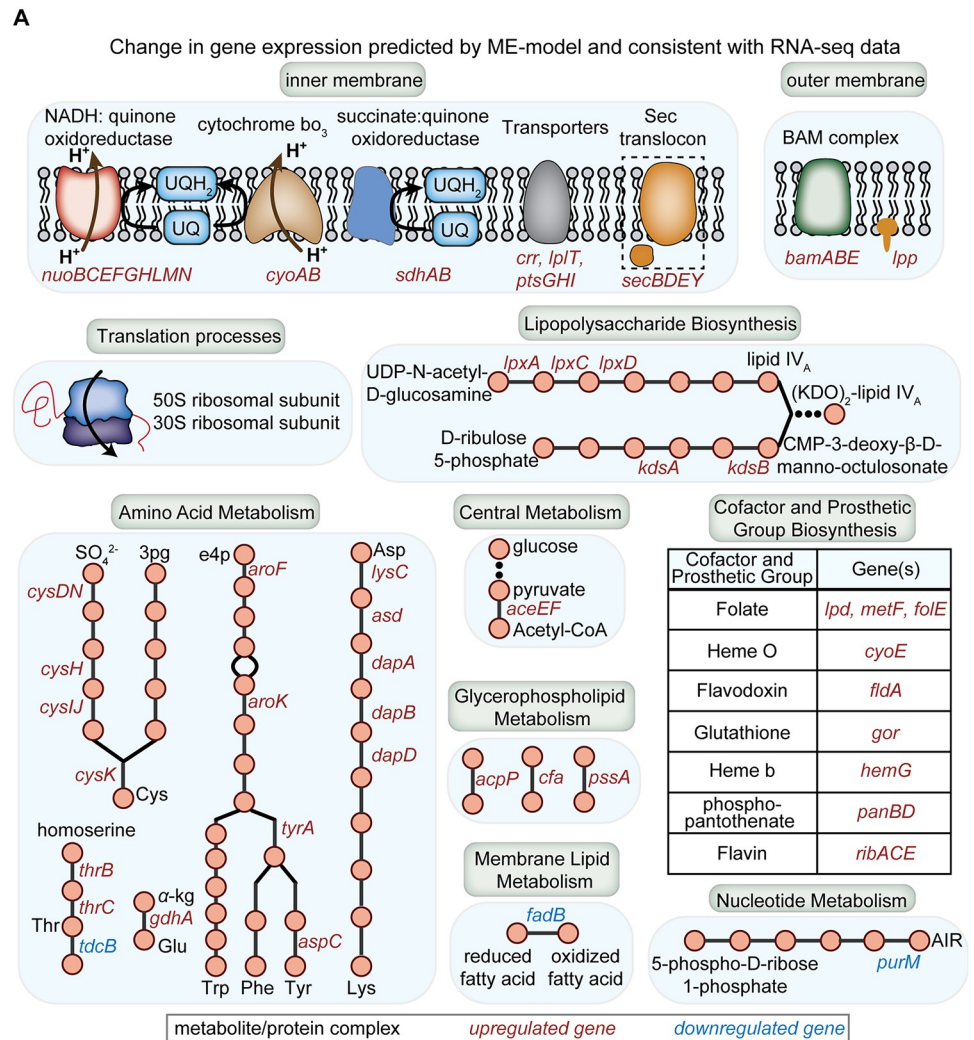 A
Change in gene expression predicted by ME-model and consistent with RNA-seq data
inner membrane
outer membrane
NADH: quinone
oxidoreductase
cytochrome bo3
succinate:quinone
oxidoreductase
Transporters
Sec
translocon
BAM complex
H+
H+
UQH2
UQ
UQH2
UQ
H+
H+
nuoBCEFGHLMN
cyoAB
sdhAB
crr, lplT,
ptsGHI
secBDEY
bamABE
lpp
Translation processes
50S ribosomal subunit
30S ribosomal subunit
Lipopolysaccharide Biosynthesis
UDP-N-acetyl-
D-glucosamine
lpxA lpxC lpxD
lipid IVA
(KDO)2-lipid IVA
D-ribulose
5-phosphate
kdsA
kdsB
CMP-3-deoxy-β-D-
manno-octulosonate
Amino Acid Metabolism
SO4 2-
3pg
e4p
Asp
cysDN
cysH
cysIJ
cysK
Cys
aroF
aroK
tyrA
aspC
Trp
Phe
Tyr
lysC
asd
dapA
dapB
dapD
Lys
homoserine
thrB
thrC
Thr
tdcB
α-kg
gdhA
Glu
Central Metabolism
glucose
pyruvate
aceEF
Acetyl-CoA
Glycerophospholipid
Metabolism
acpP
cfa
pssA
Membrane Lipid
Metabolism
fadB
reduced
fatty acid
oxidized
fatty acid
Cofactor and Prosthetic
Group Biosynthesis
Cofactor and
Prosthetic Group
Gene(s)
Folate
lpd, metF, folE
Heme O
cyoE
Flavodoxin
fldA
Glutathione
gor
Heme b
hemG
phospho-
pantothenate
panBD
Flavin
ribACE
Nucleotide Metabolism
AIR
5-phospho-D-ribose
1-phosphate
purM
metabolite/protein complex
upregulated gene
downregulated gene